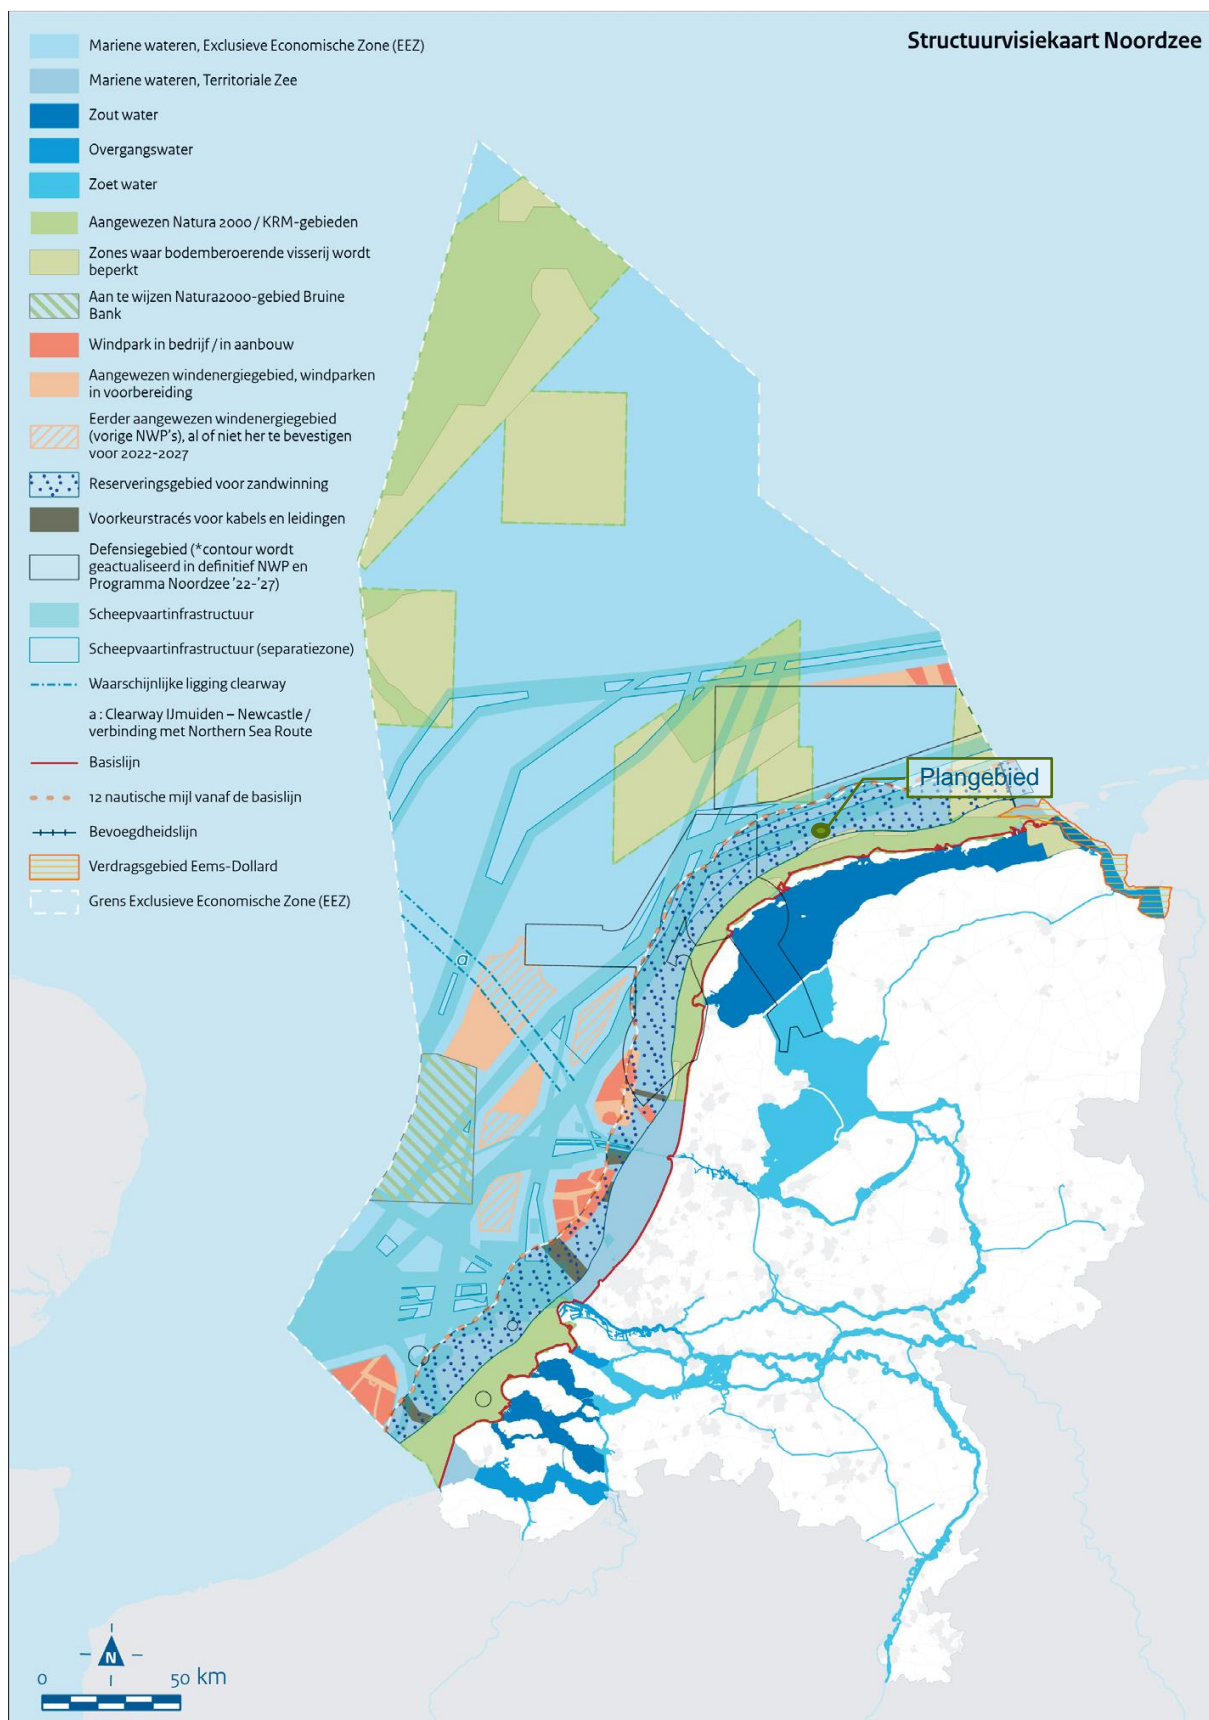 Structuurvisiekaart Noordzee
Mariene wateren, Exclusieve Economische Zone (EEZ)
Mariene wateren, Territoriale Zee
Zout water
Overgangswater
Zoet water
Aangewezen Natura 2000 / KRM-gebieden
Zones waar bodemberoerende visserij wordt
beperkt
Aan te wijzen Natura2000-gebied Bruine
Bank
Windpark in bedrijf / in aanbouw
Aangewezen windenergiegebied, windparken
in voorbereiding
Eerder aangewezen windenergiegebied
(vorige NWP's), al of niet her te bevestigen
voor 2022-2027
Reserveringsgebied voor zandwinning
Voorkeurstracés voor kabels en leidingen
Defensiegebied (*contour wordt
geactualiseerd in definitief NWP en
Programma Noordzee '22-'27)
Scheepvaartinfrastructuur
Scheepvaartinfrastructuur (separatiezone)
Waarschijnlijke ligging clearway
a : Clearway IJmuiden – Newcastle /
verbinding met Northern Sea Route
Basislijn
12 nautische mijl vanaf de basislijn
Bevoegdheidslijn
Verdragsgebied Eems-Dollard
Grens Exclusieve Economische Zone (EEZ)
Plangebied
a
N
0 50 km